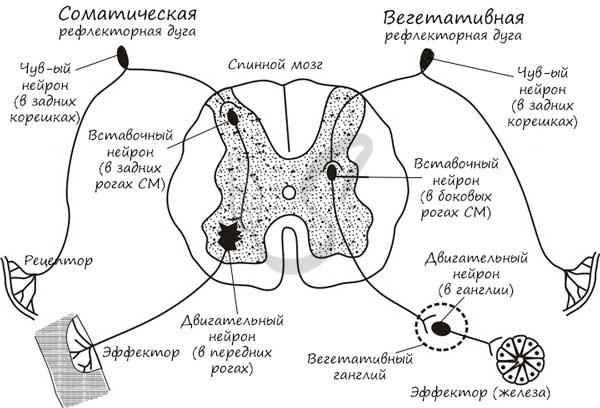 Соматическая
рефлекторная дуга
Вегетативная
рефлекторная дуга
Спинной мозг
Чув-ый
нейрон
(в задних
корешках)
Вставочный
нейрон
(в задних
рогах СМ)
Рецептор
Эффектор
Двигательный
нейрон
(в передних
рогах)
Чув-ый
нейрон
(в задних
корешках)
Вставочный
нейрон
(в боковых
рогах СМ)
Двигательный
нейрон
(в ганглии)
Вегетативный
ганглий
Эффектор (железа)